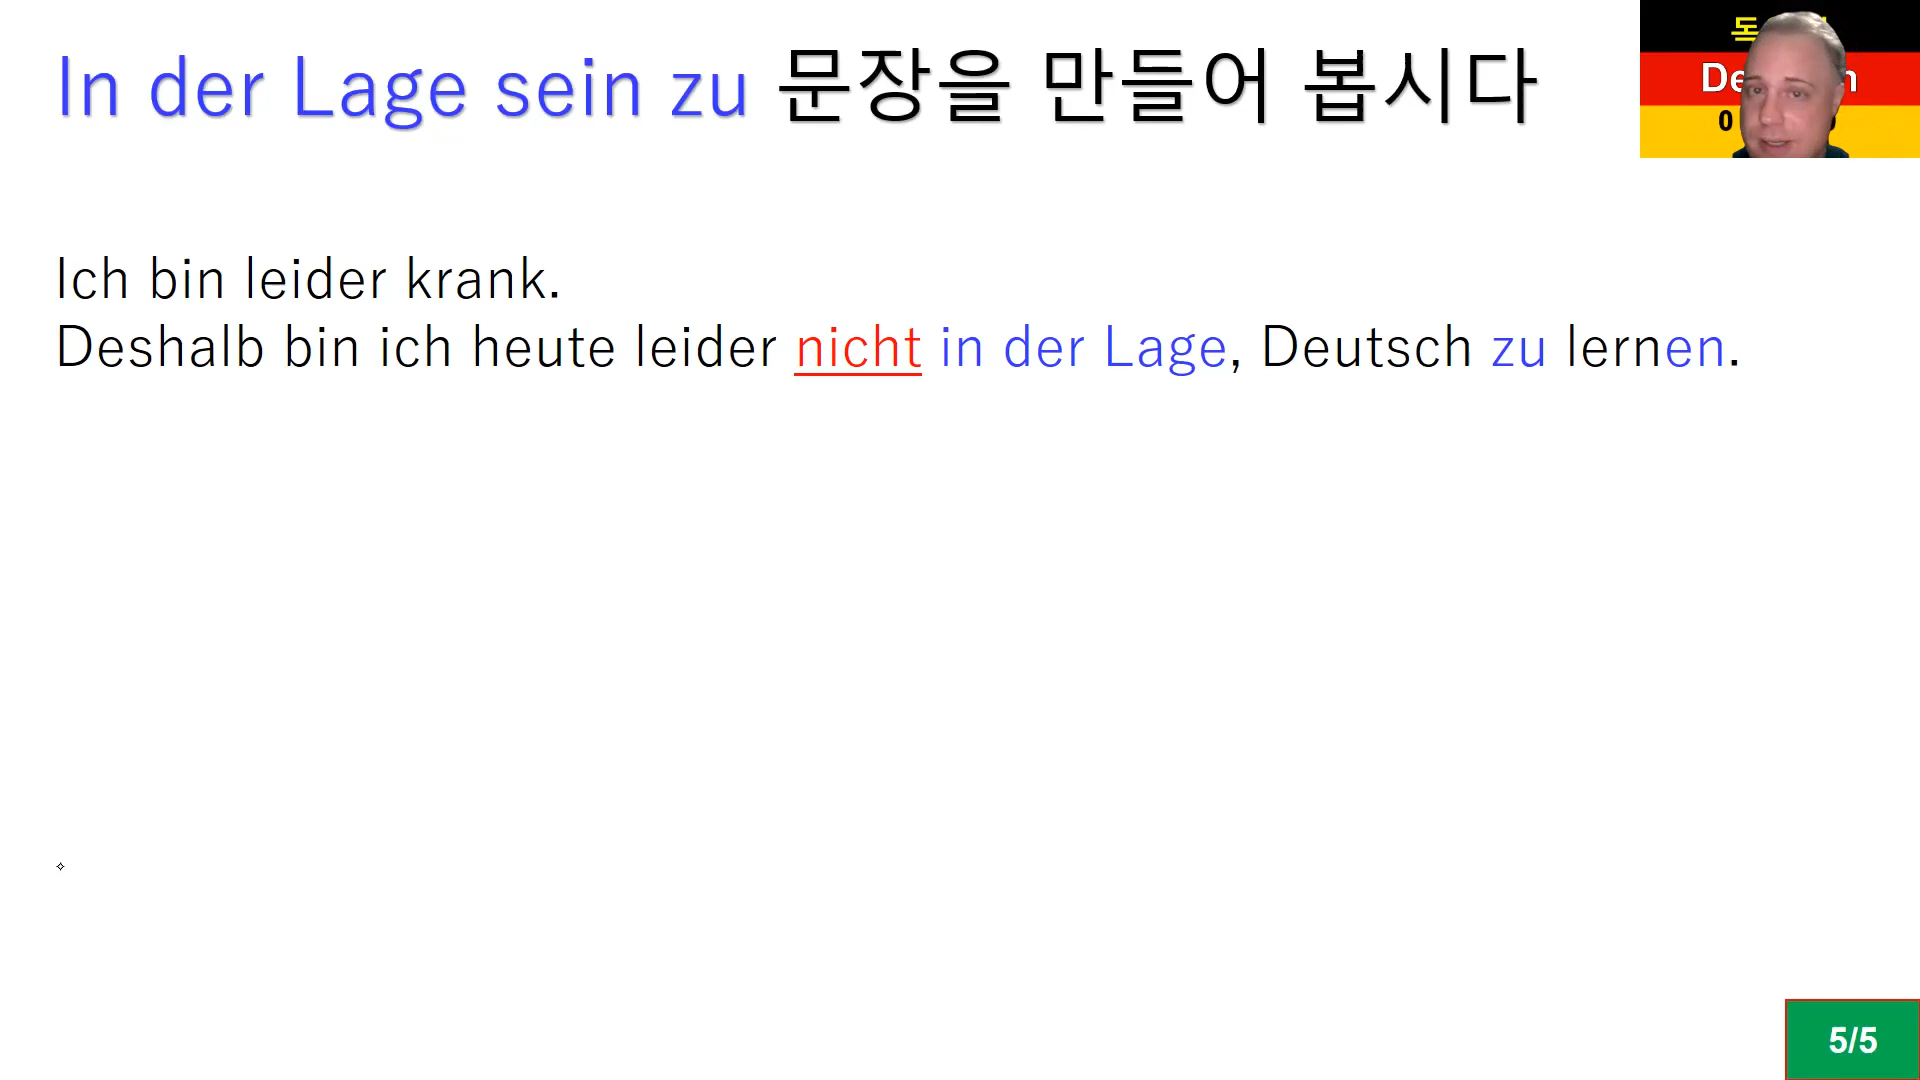 In der Lage sein zu 문장을 만들어 봅시다
Ich bin leider krank.
Deshalb bin ich heute leider nicht in der Lage, Deutsch zu lernen.
5/5